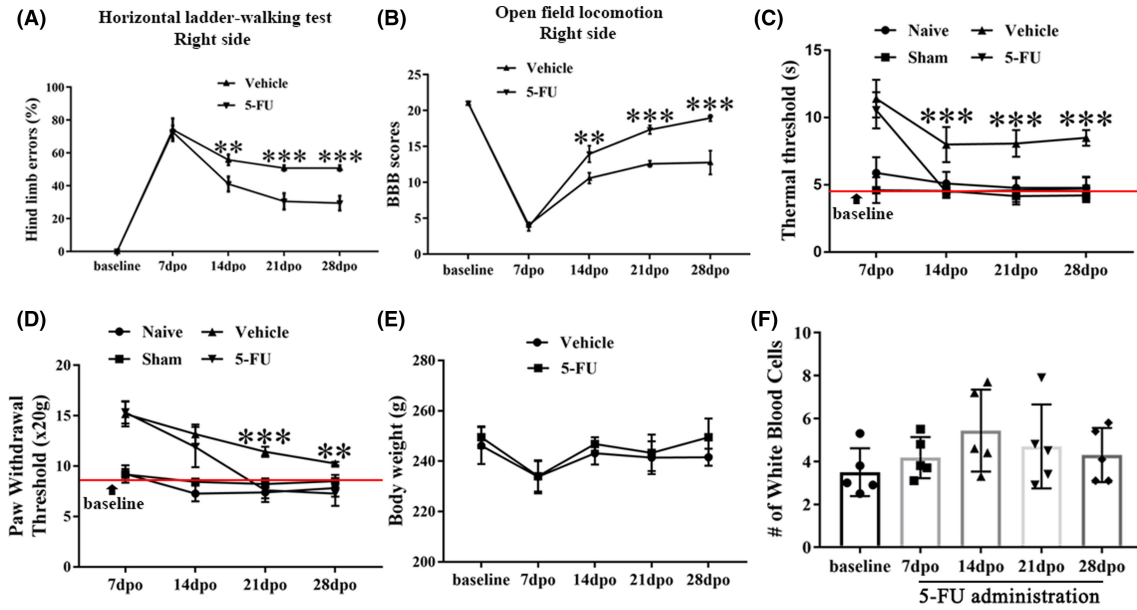 (A)
Horizontal ladder-walking test
Right side
Vehicle
5-FU
Hind limb errors (%)
100
80
60
40
20
0
** *** ***
baseline 7dpo 14dpo 21dpo 28dpo
(B)
Open field locomotion
Right side
Vehicle
5-FU
BBB scores
25
20
15
10
5
0
** *** ***
baseline 7dpo 14dpo 21dpo 28dpo
(C)
Naive Vehicle
Sham 5-FU
Thermal threshold (s)
15
10
5
0
*** *** ***
baseline
7dpo 14dpo 21dpo 28dpo
(D)
Naive Vehicle
Sham 5-FU
Paw Withdrawal
Threshold (x20g)
20
15
10
5
0
*** **
baseline
7dpo 14dpo 21dpo 28dpo
(E)
Vehicle
5-FU
Body weight (g)
280
260
240
220
200
baseline 7dpo 14dpo 21dpo 28dpo
(F)
# of White Blood Cells
10
8
6
4
2
0
baseline 7dpo 14dpo 21dpo 28dpo
5-FU administration